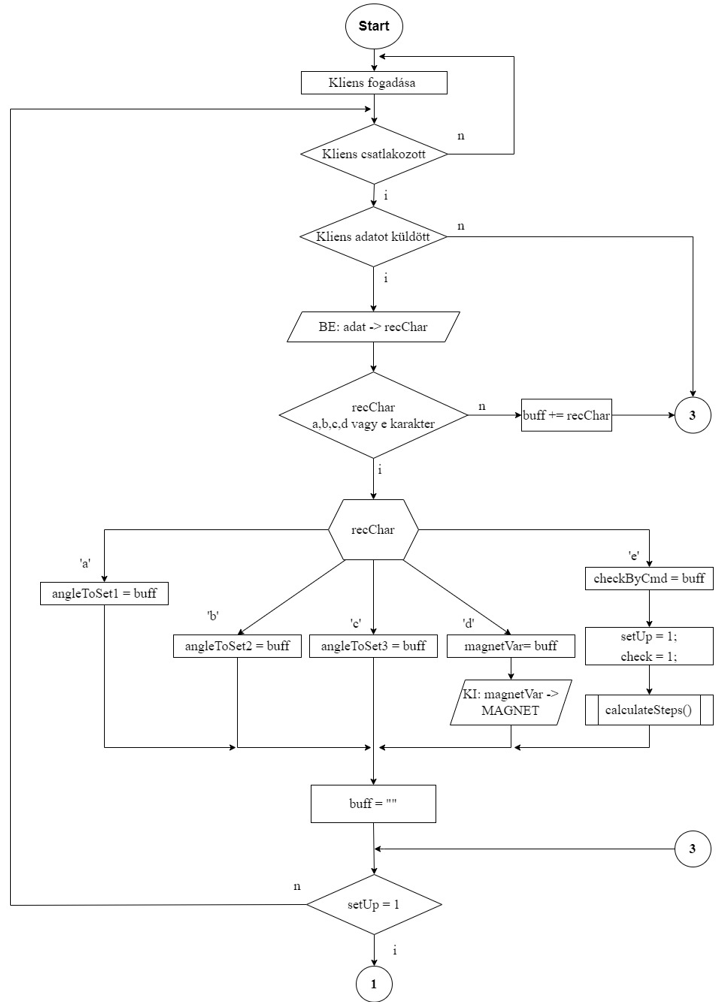 Start
Kliens fogadása
n
Kliens csatlakozott
i
n
Kliens adatot küldött
i
BE: adat -> recChar
recChar
a,b,c,d vagy e karakter
n
buff += recChar
3
i
recChar
'a'
angleToSet1 = buff
'b'
angleToSet2 = buff
'c'
angleToSet3 = buff
'd'
magnetVar= buff
KI: magnetVar ->
MAGNET
'e'
checkByCmd = buff
setUp = 1;
check = 1;
calculateSteps()
buff = ""
3
n
setUp = 1
i
1